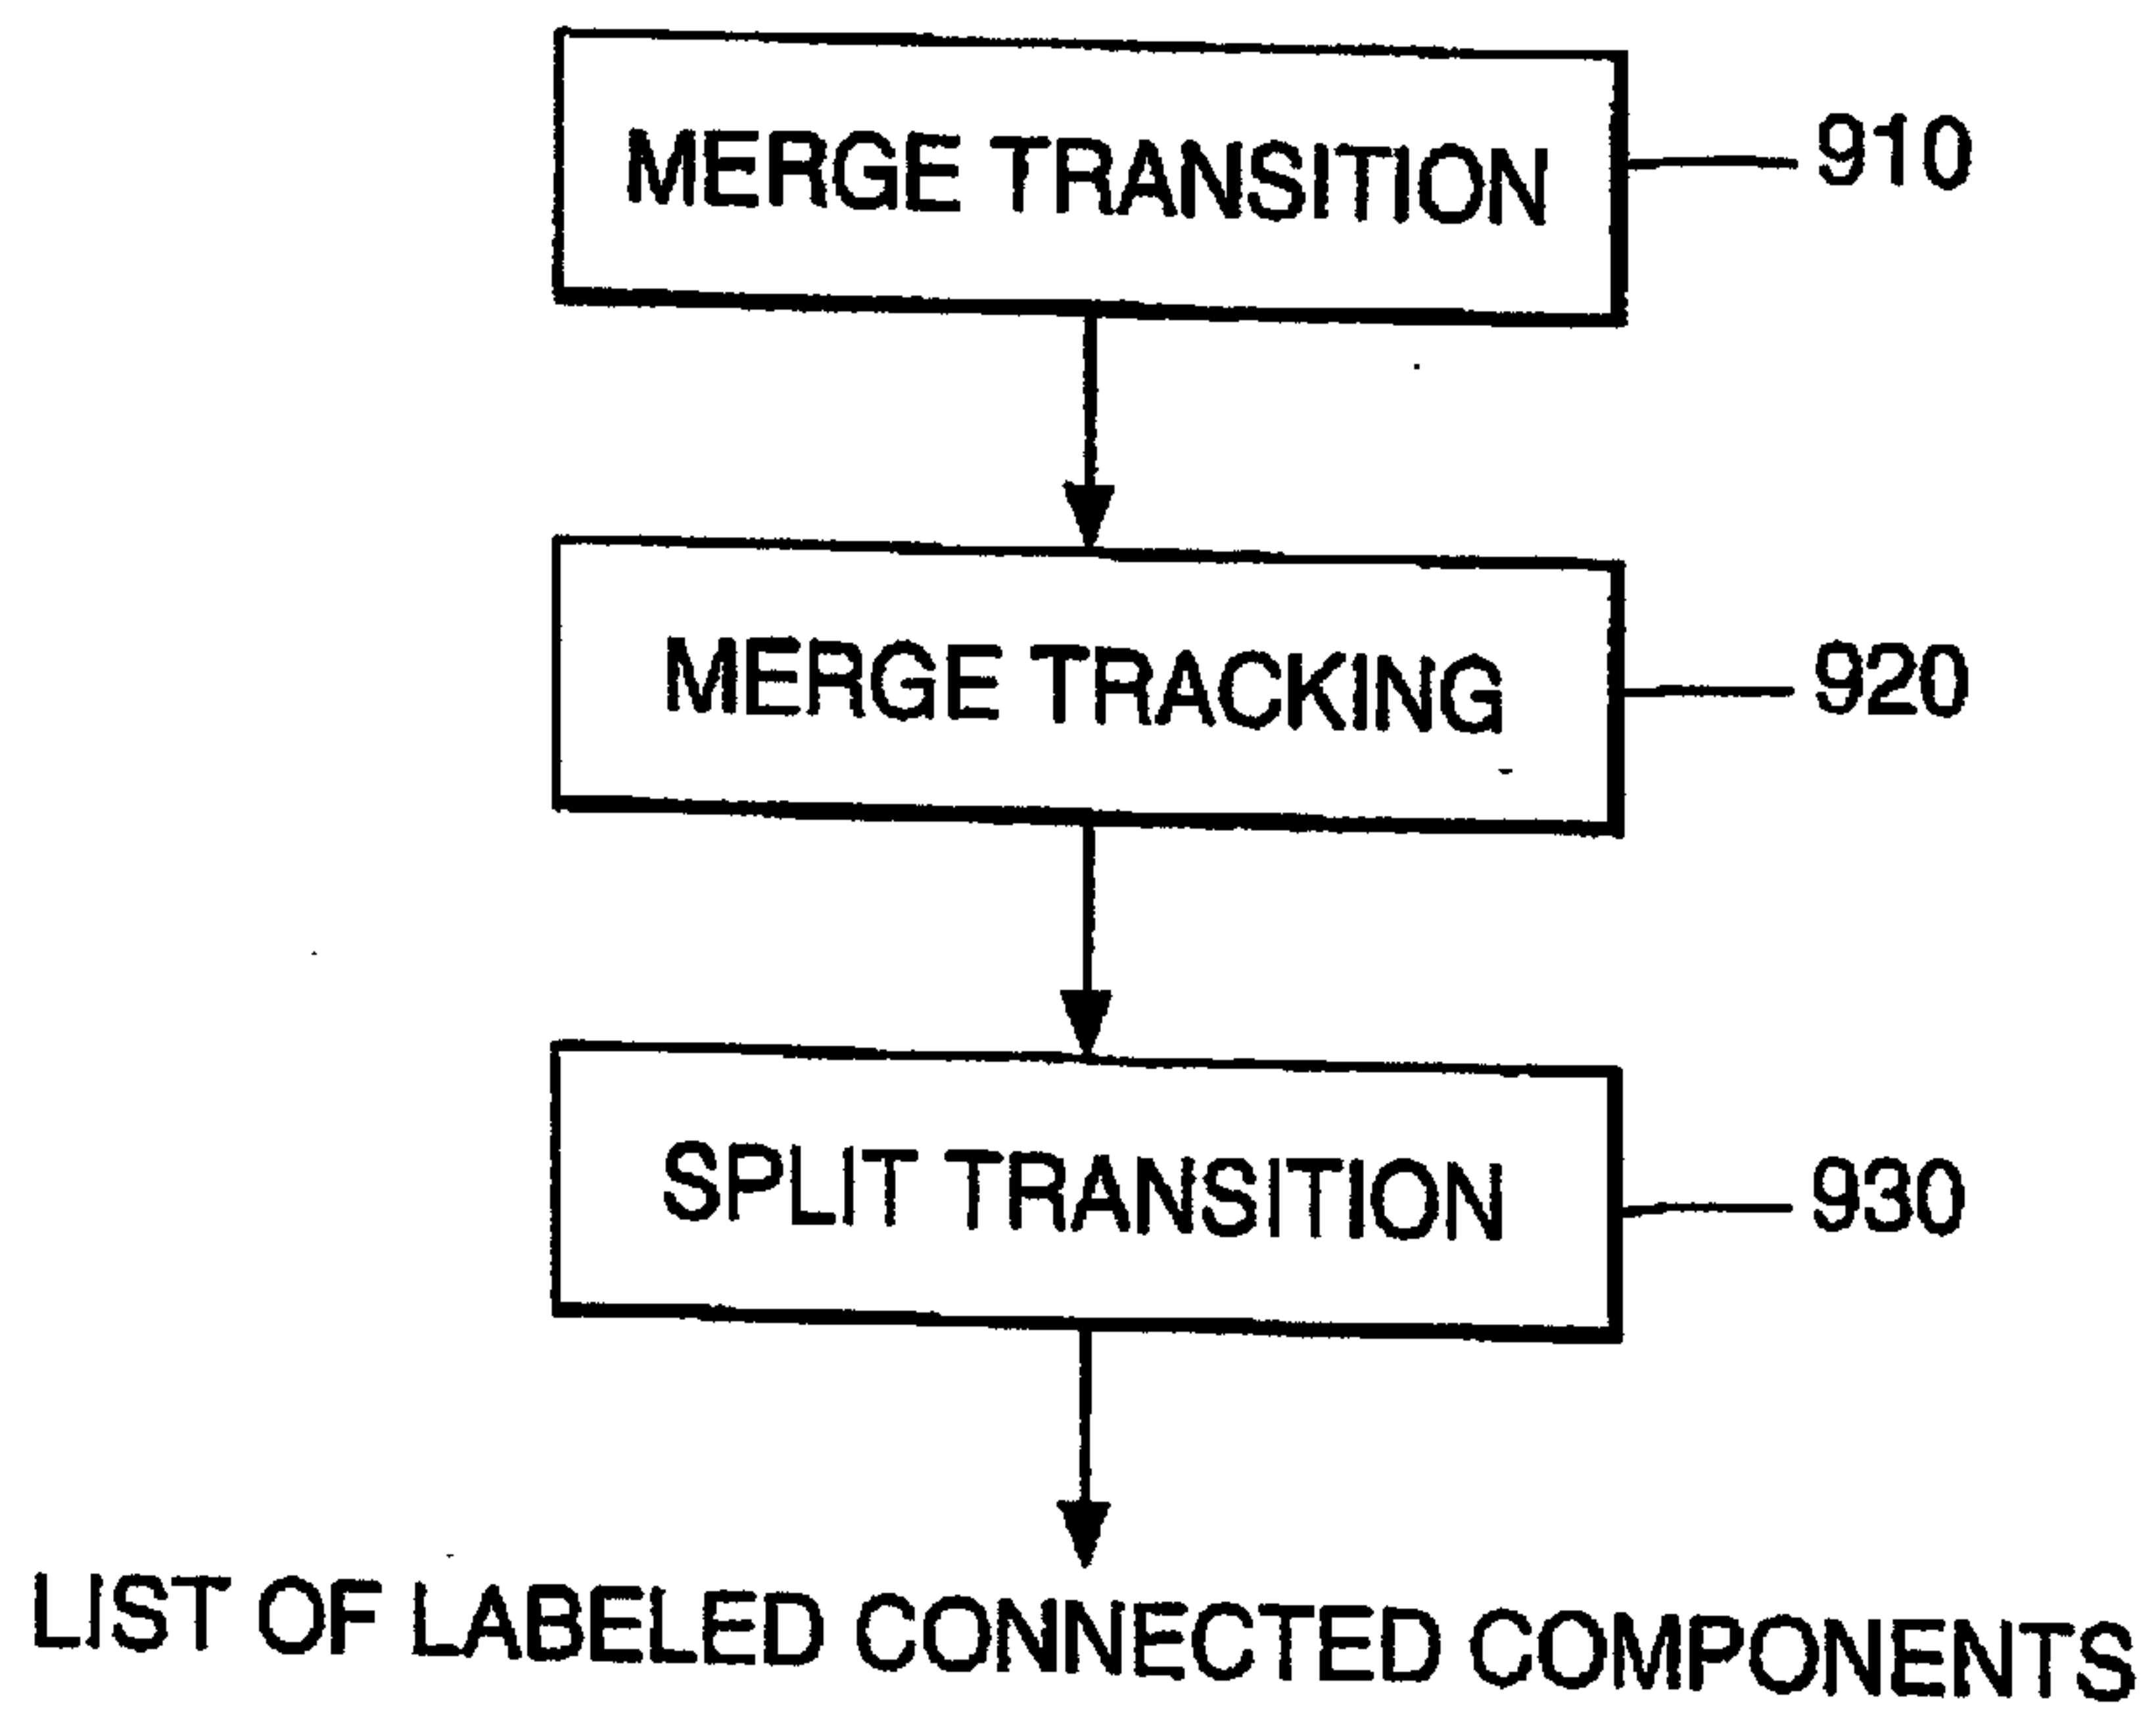 MERGE TRANSITION
910
MERGE TRACKING
920
SPLIT TRANSITION
930
LIST OF LABELED CONNECTED COMPONENTS